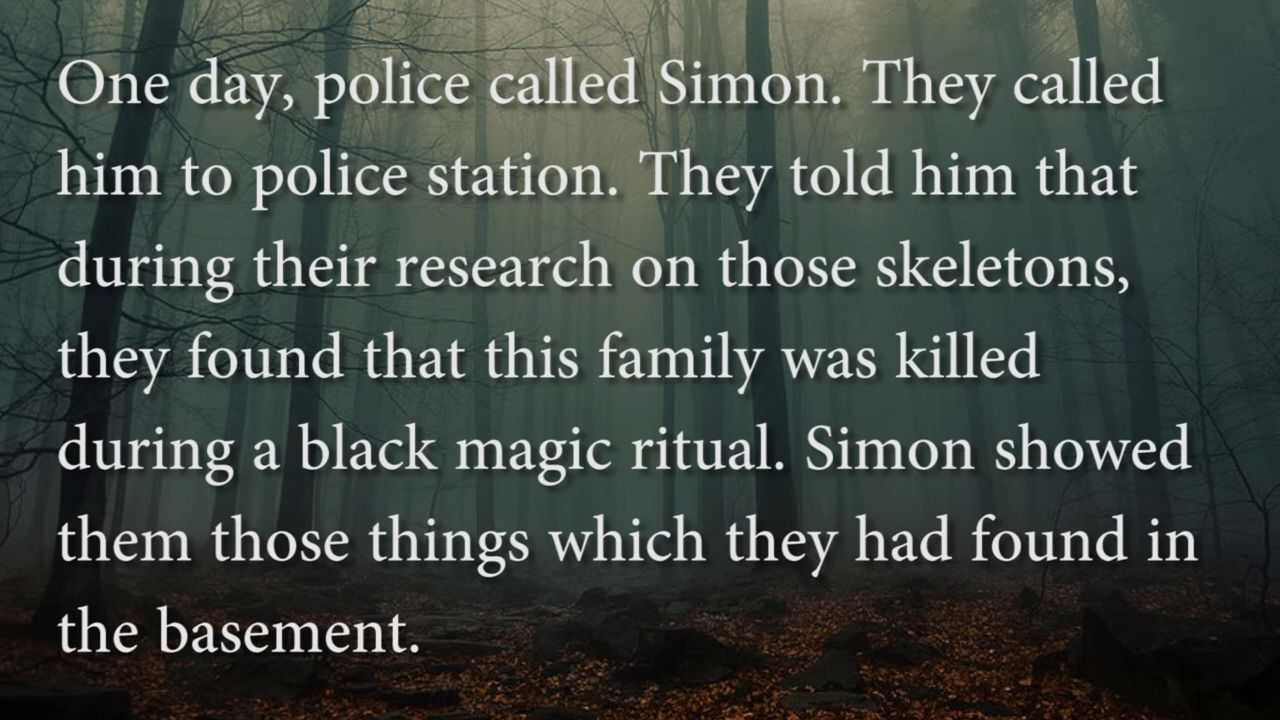 One day, police called Simon. They called
him to police station. They told him that
during their research on those skeletons,
they found that this family was killed
during a black magic ritual. Simon showed
them those things which they had found in
the basement.